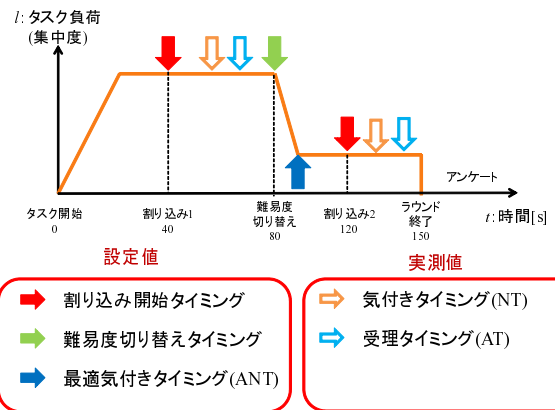 l: タスク負荷
(集中度)
アンケート
t: 時間[s]
タスク開始
0
割り込み1
40
難易度
切り替え
80
割り込み2
120
ラウンド
終了
150
設定値
実測値
割り込み開始タイミング
難易度切り替えタイミング
最適気付きタイミング(ANT)
気付きタイミング(NT)
受理タイミング(AT)